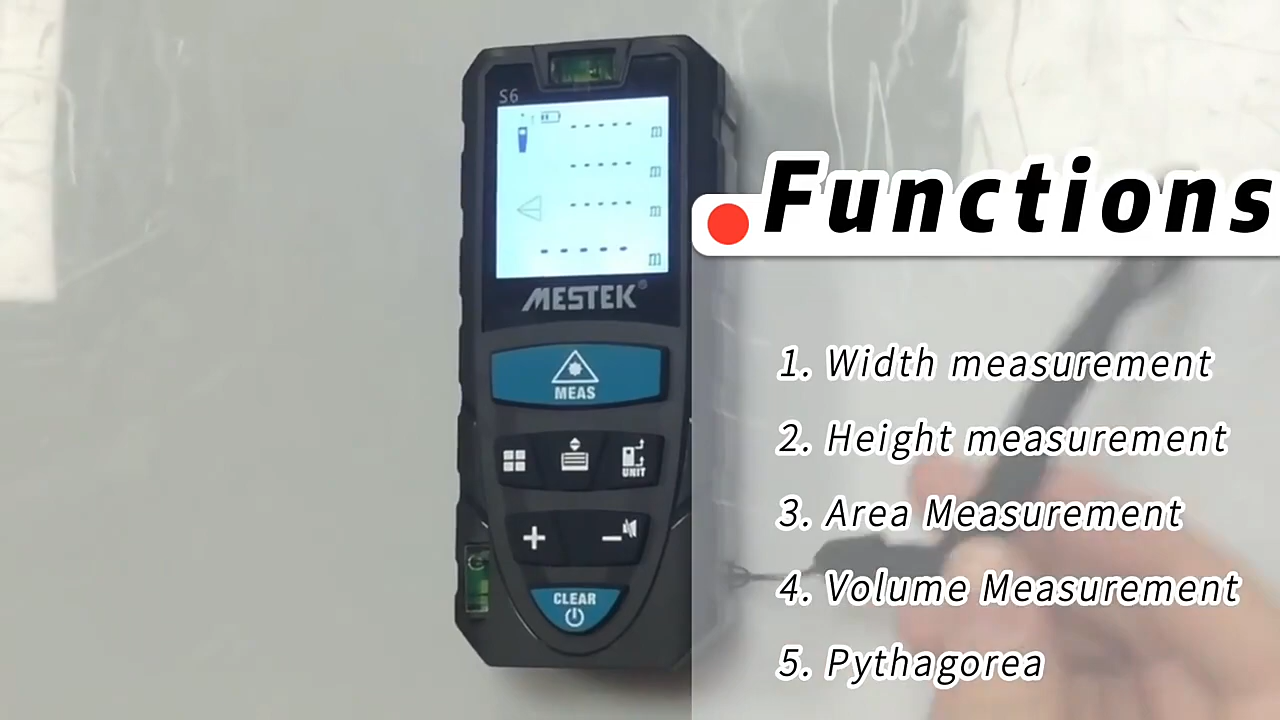 S6
- - - - - m
- - - - - m
- - - - - m
- - - - - m
MESTEK®
MEAS
UNIT
+
−
CLEAR
Functions
1. Width measurement
2. Height measurement
3. Area Measurement
4. Volume Measurement
5. Pythagorea